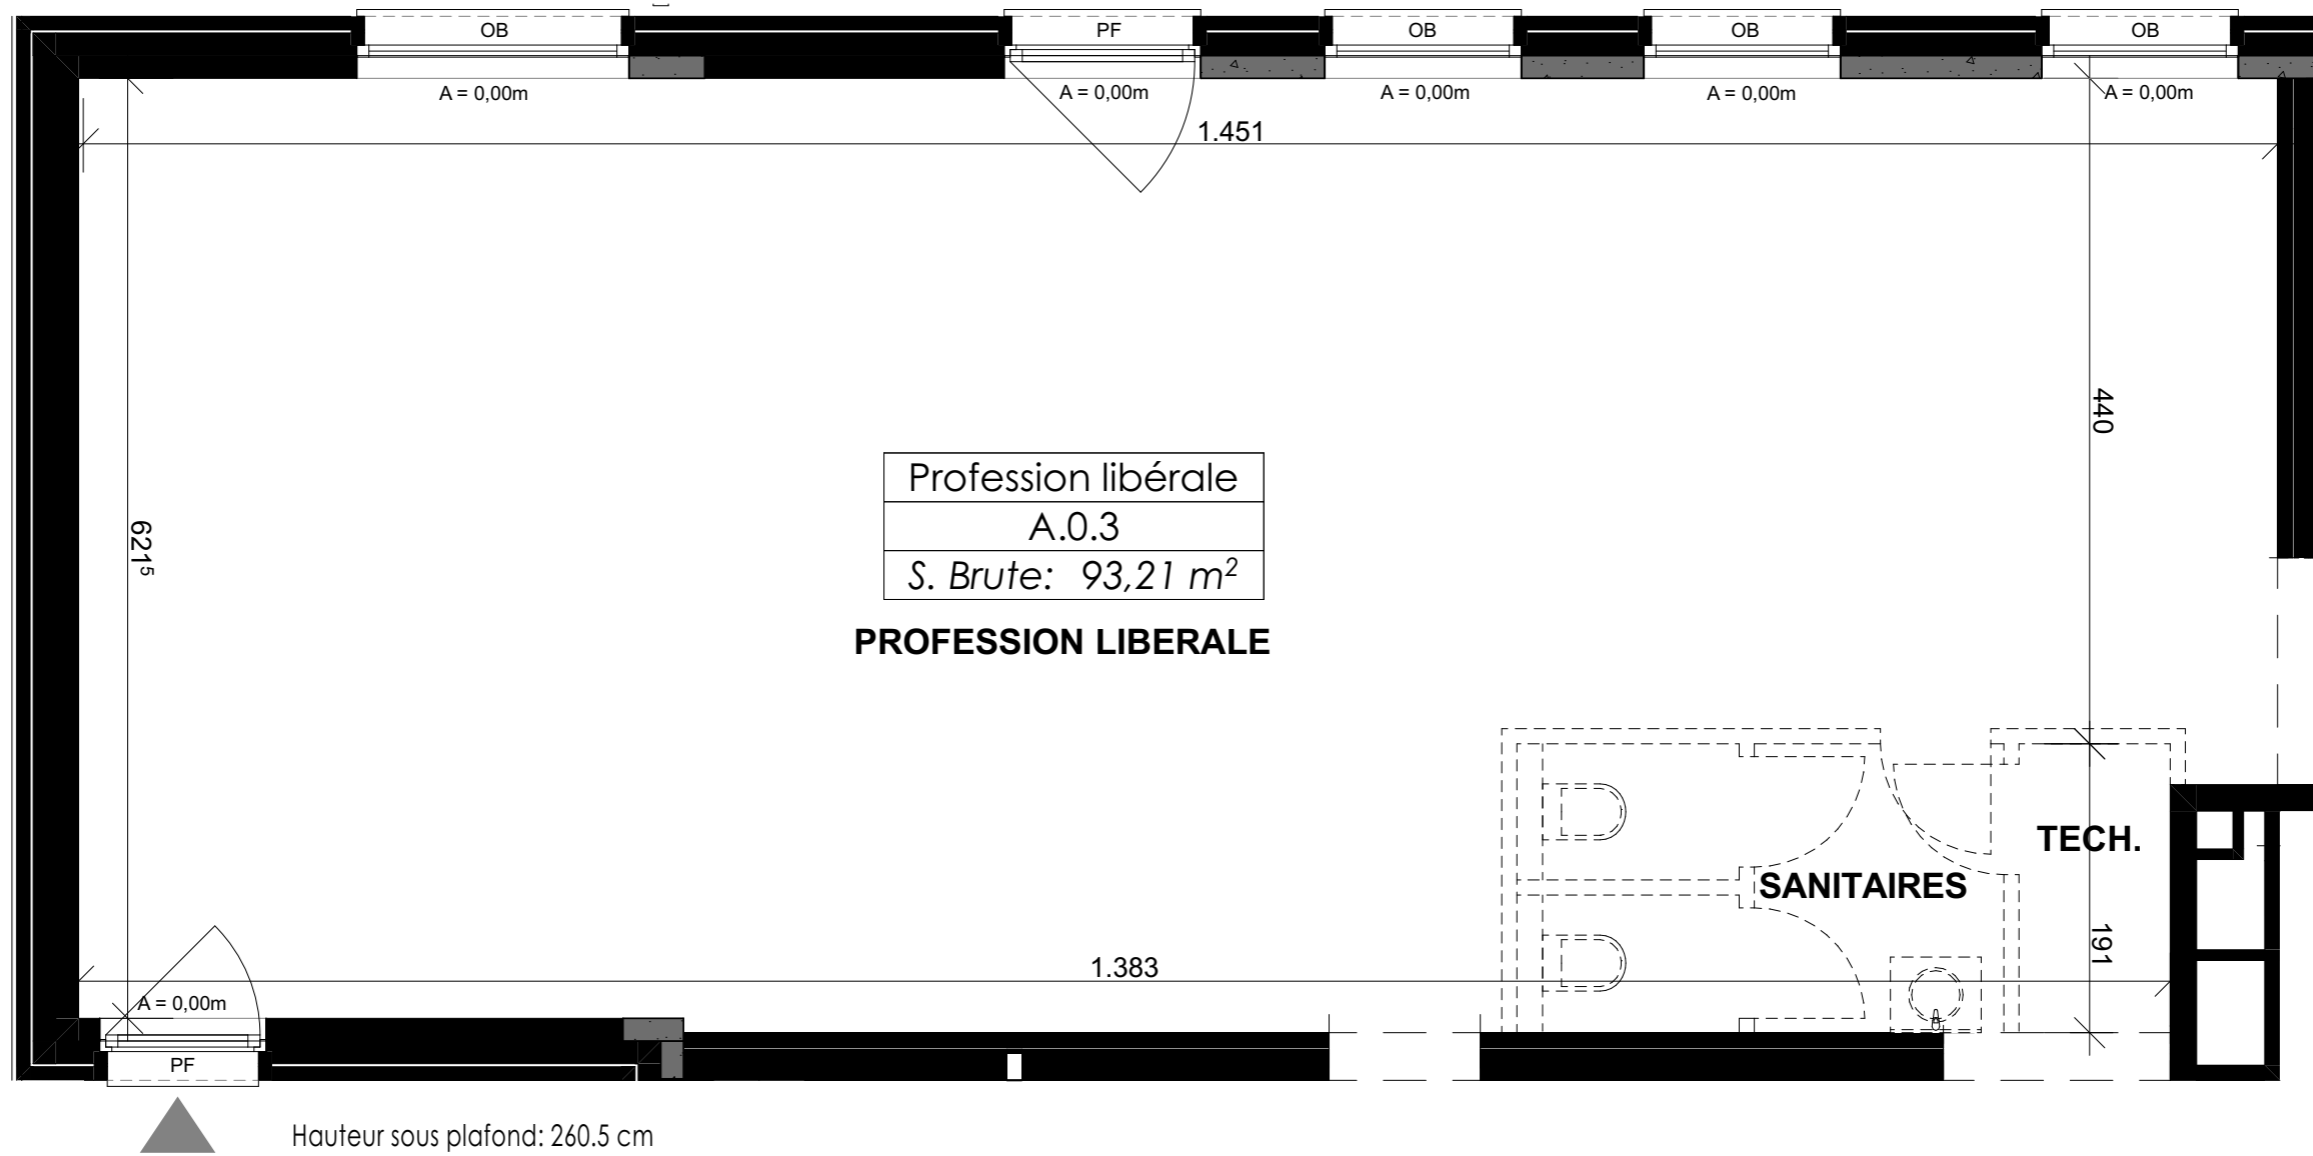 OB
PF
OB
OB
OB
A = 0,00m
A = 0,00m
A = 0,00m
A = 0,00m
A = 0,00m
1.451
440
Profession libérale
A.0.3
S. Brute: 93,21 m²
621⁵
PROFESSION LIBERALE
TECH.
SANITAIRES
191
1.383
A = 0,00m
PF
Hauteur sous plafond: 260.5 cm